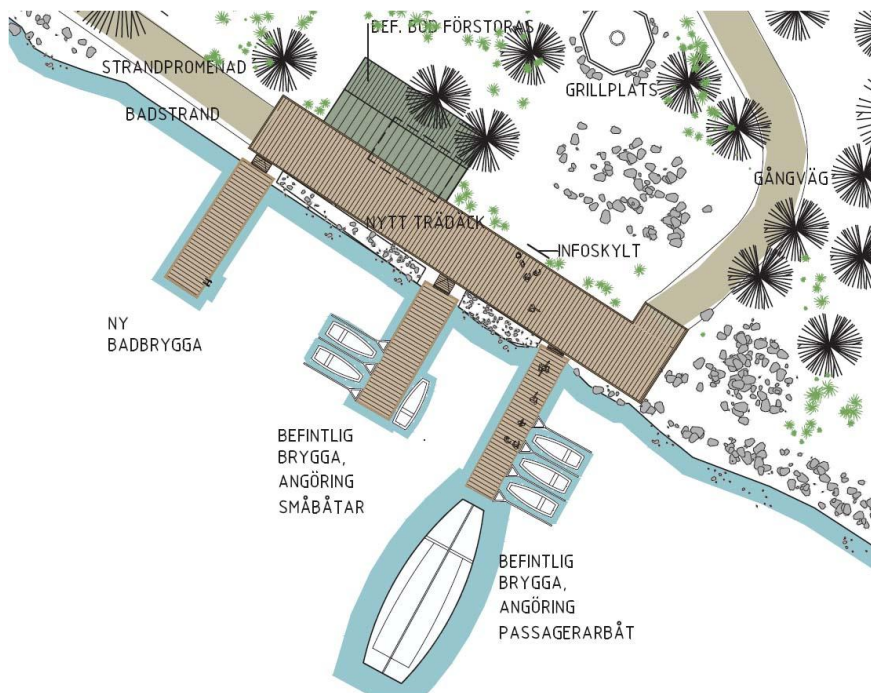 BEF. BOD FÖRSTORAS
STRANDPROMENAD
GRILLPLATS
BADSTRAND
GÅNGVÄG
NYTT TRÄDÄCK
INFOSKYLT
NY
BADBRYGGA
BEFINTLIG
BRYGGA,
ANGÖRING
SMÅBÅTAR
BEFINTLIG
BRYGGA,
ANGÖRING
PASSAGERARBÅT